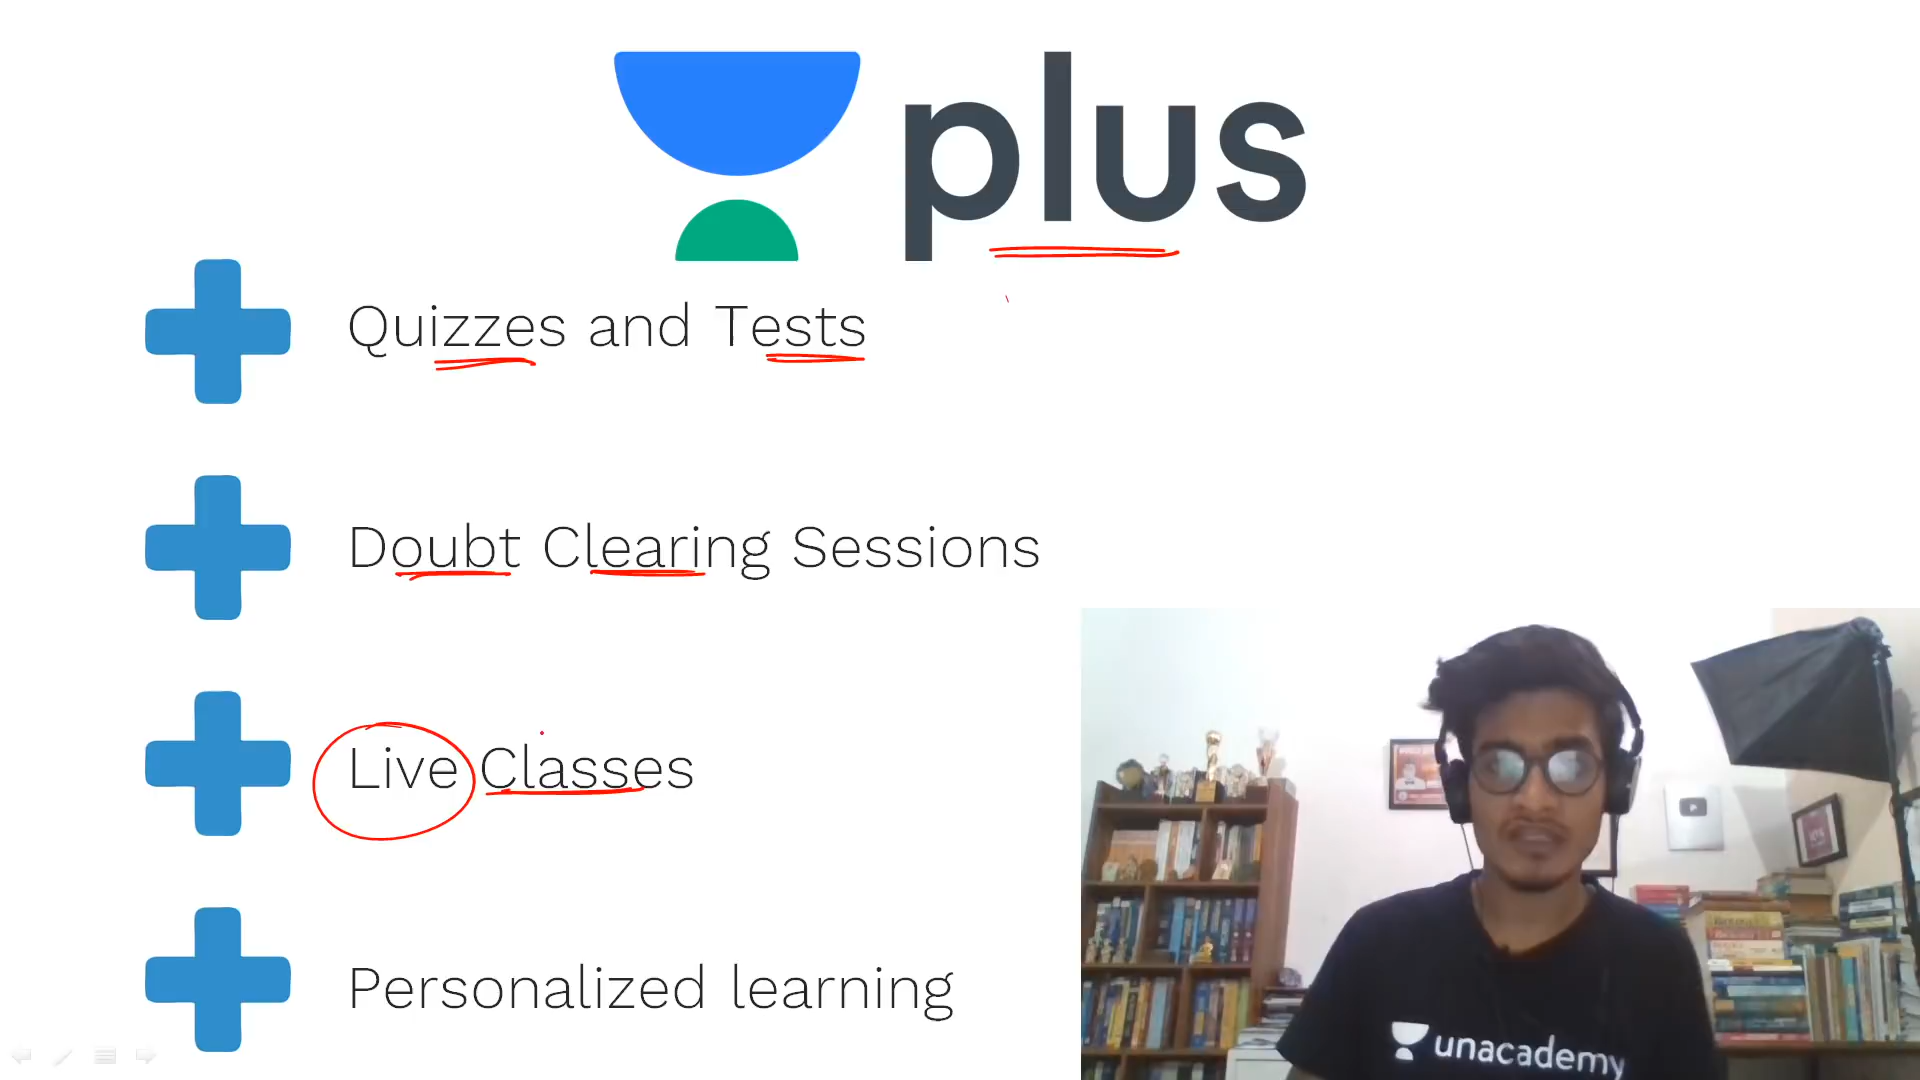 plus
Quizzes and Tests
Doubt Clearing Sessions
Live Classes
Personalized learning
unacademy